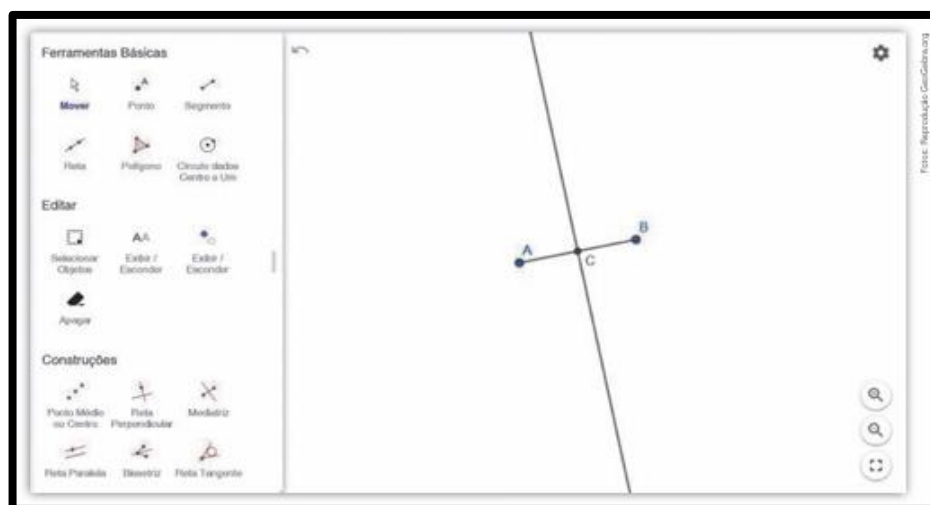 Ferramentas Básicas
Mover
Ponto
Segmento
Reta
Polígono
Círculo dados
Centro e Um
Editar
Selecionar
Objetos
AA
Exibir /
Esconder
Exibir /
Esconder
Apagar
Construções
Ponto Médio
ou Centro
Reta
Perpendicular
Mediatriz
Reta Paralela
Bissetriz
Reta Tangente
A
B
C
Fotos: Reprodução GeoGebra.org